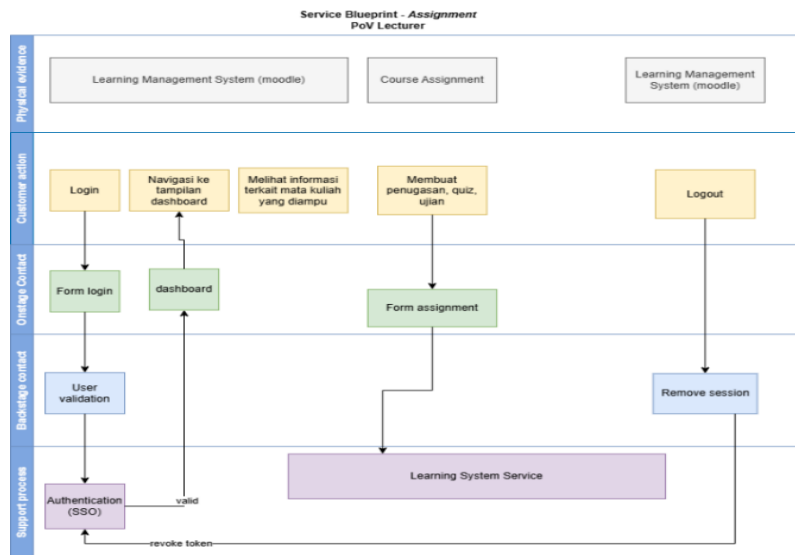 Service Blueprint - Assignment
PoV Lecturer
Physical evidence
Learning Management System (moodle)
Course Assignment
Learning Management
System (moodle)
Customer action
Login
Navigasi ke
tampilan
dashboard
Melihat informasi
terkait mata kuliah
yang diampu
Membuat
penugasan, quiz,
ujian
Logout
Onstage Contact
Form login
dashboard
Form assignment
Backstage contact
User
validation
Remove session
Support process
Authentication
(SSO)
valid
Learning System Service
revoke token